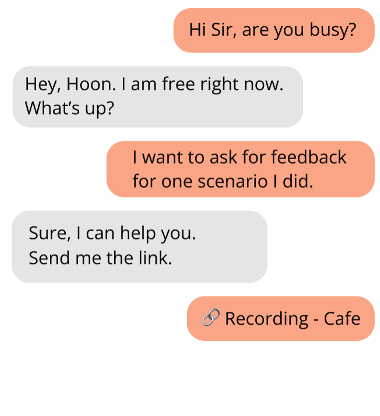 Hi Sir, are you busy?
Hey, Hoon. I am free right now.
What's up?
I want to ask for feedback
for one scenario I did.
Sure, I can help you.
Send me the link.
🔗 Recording - Cafe